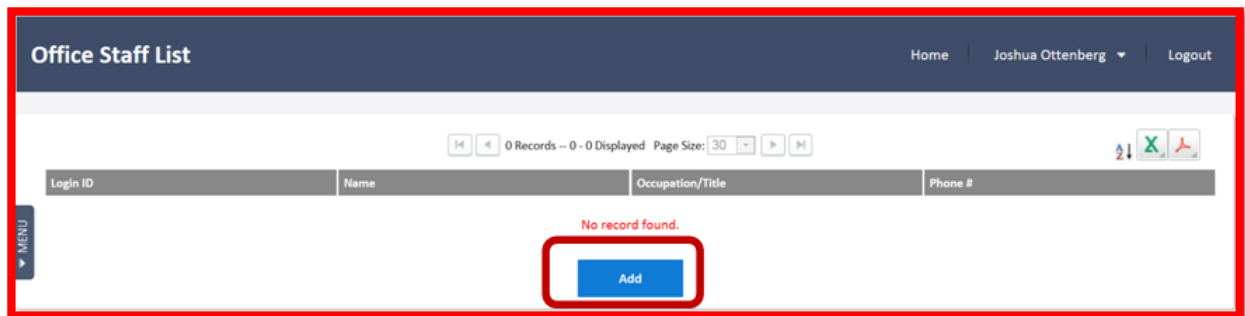 Office Staff List
Home Joshua Ottenberg Logout
0 Records -- 0 - 0 Displayed Page Size: 30
A
Z
Login ID Name Occupation/Title Phone #
MENU
No record found.
Add